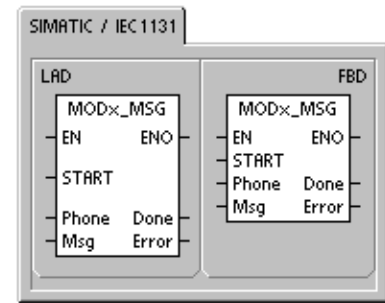 SIMATIC / IEC1131
LAD
MODx_MSG
EN ENO
START
Phone Done
Msg Error
FBD
MODx_MSG
EN ENO
START
Phone Done
Msg Error